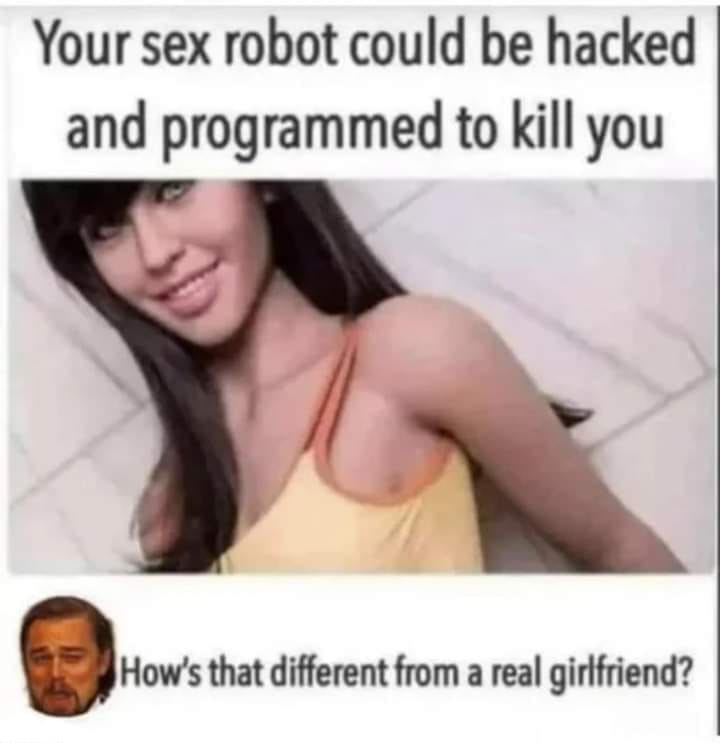 Your sex robot could be hacked
and programmed to kill you
How's that different from a real girlfriend?